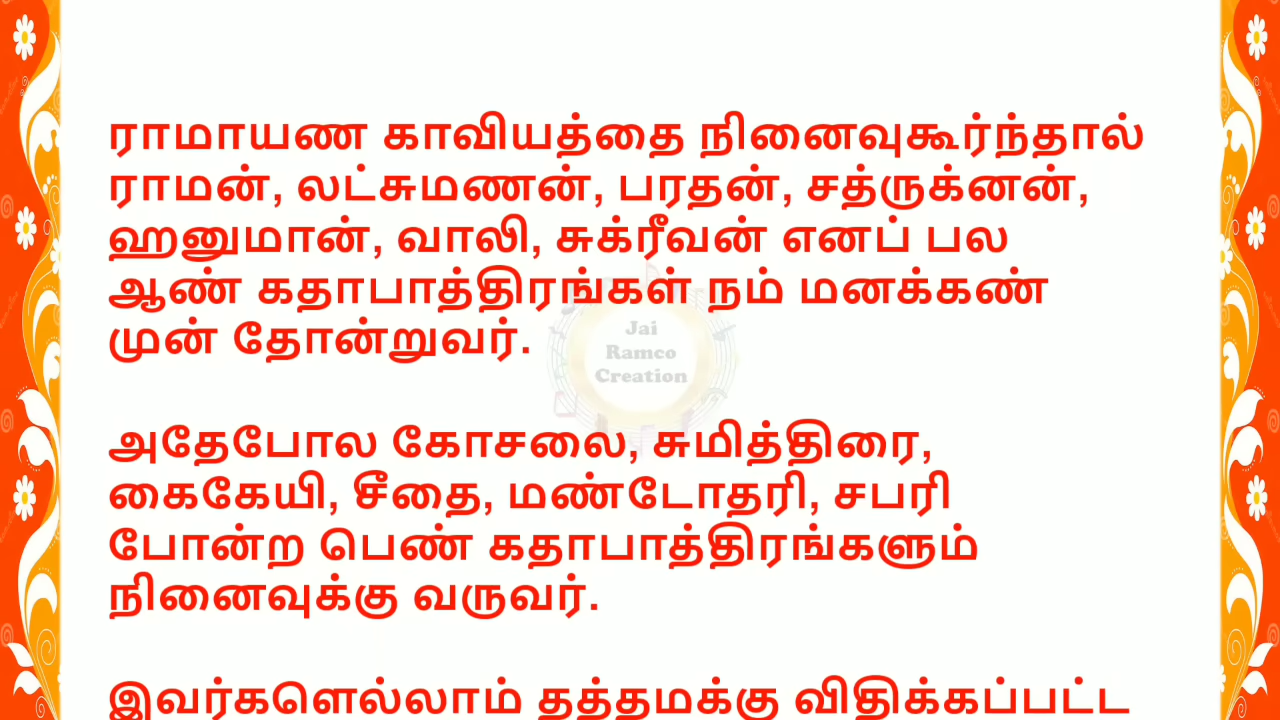 ராமாயண காவியத்தை நினைவுகூர்ந்தால்
ராமன், லட்சுமணன், பரதன், சத்ருக்னன்,
ஹனுமான், வாலி, சுக்ரீவன் எனப் பல
ஆண் கதாபாத்திரங்கள் நம் மனக்கண்
முன் தோன்றுவர்.
Jai
Ramco
Creation
அதேபோல கோசலை, சுமித்திரை,
கைகேயி, சீதை, மண்டோதரி, சபரி
போன்ற பெண் கதாபாத்திரங்களும்
நினைவுக்கு வருவர்.
இவர்களெல்லாம் தத்தமக்கு விதிக்கப்பட்ட